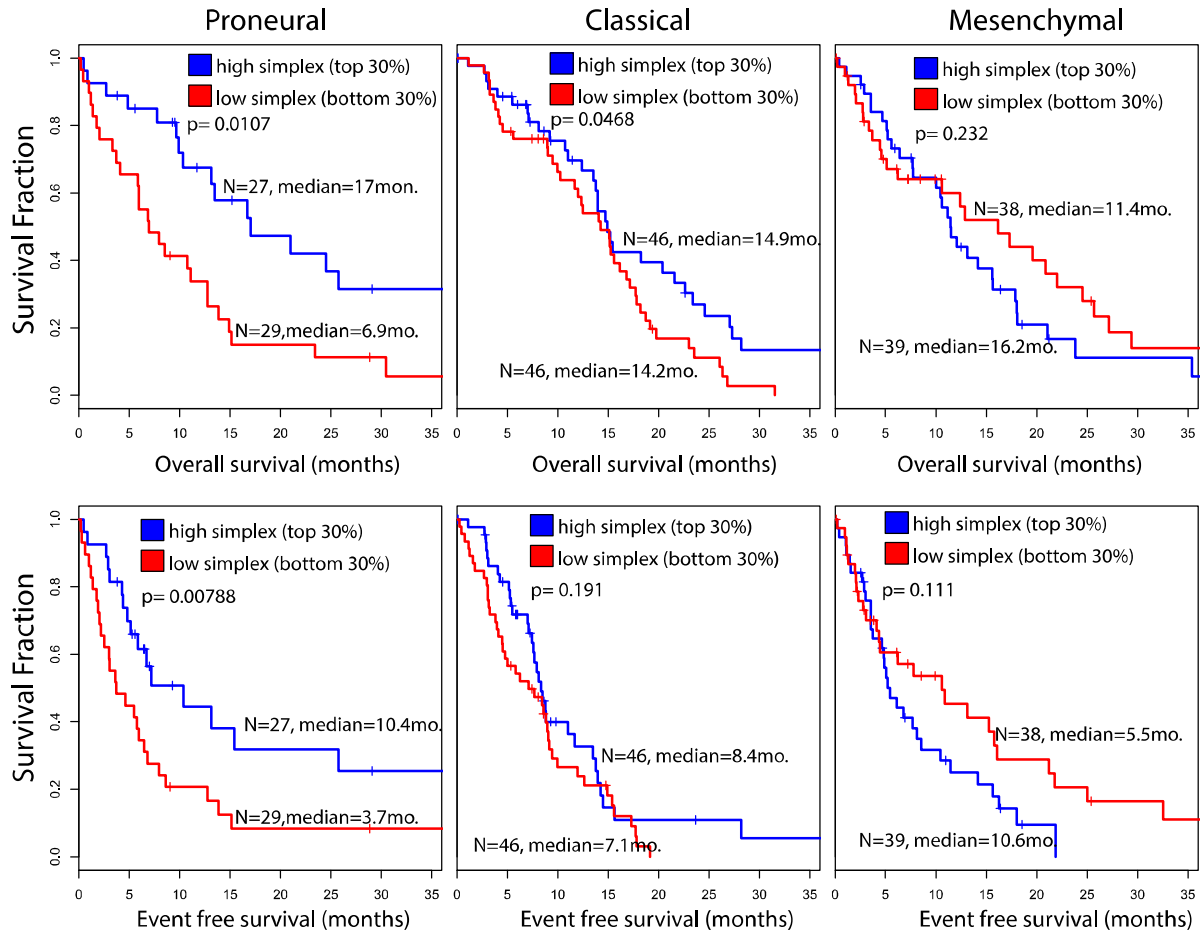 Proneural
Classical
Mesenchymal
Survival Fraction
0.0 0.2 0.4 0.6 0.8 1.0
high simplex (top 30%)
low simplex (bottom 30%)
p= 0.0107
N=27, median=17mon.
N=29,median=6.9mo.
0 5 10 15 20 25 30 35
Overall survival (months)
high simplex (top 30%)
low simplex (bottom 30%)
p= 0.0468
N=46, median=14.9mo.
N=46, median=14.2mo.
0 5 10 15 20 25 30 35
Overall survival (months)
high simplex (top 30%)
low simplex (bottom 30%)
p= 0.232
N=38, median=11.4mo.
N=39, median=16.2mo.
0 5 10 15 20 25 30 35
Overall survival (months)
Survival Fraction
0.0 0.2 0.4 0.6 0.8 1.0
high simplex (top 30%)
low simplex (bottom 30%)
p= 0.00788
N=27, median=10.4mo.
N=29, median=3.7mo.
0 5 10 15 20 25 30 35
Event free survival (months)
high simplex (top 30%)
low simplex (bottom 30%)
p= 0.191
N=46, median=8.4mo.
N=46, median=7.1mo.
0 5 10 15 20 25 30 35
Event free survival (months)
high simplex (top 30%)
low simplex (bottom 30%)
p= 0.111
N=38, median=5.5mo.
N=39, median=10.6mo.
0 5 10 15 20 25 30 35
Event free survival (months)